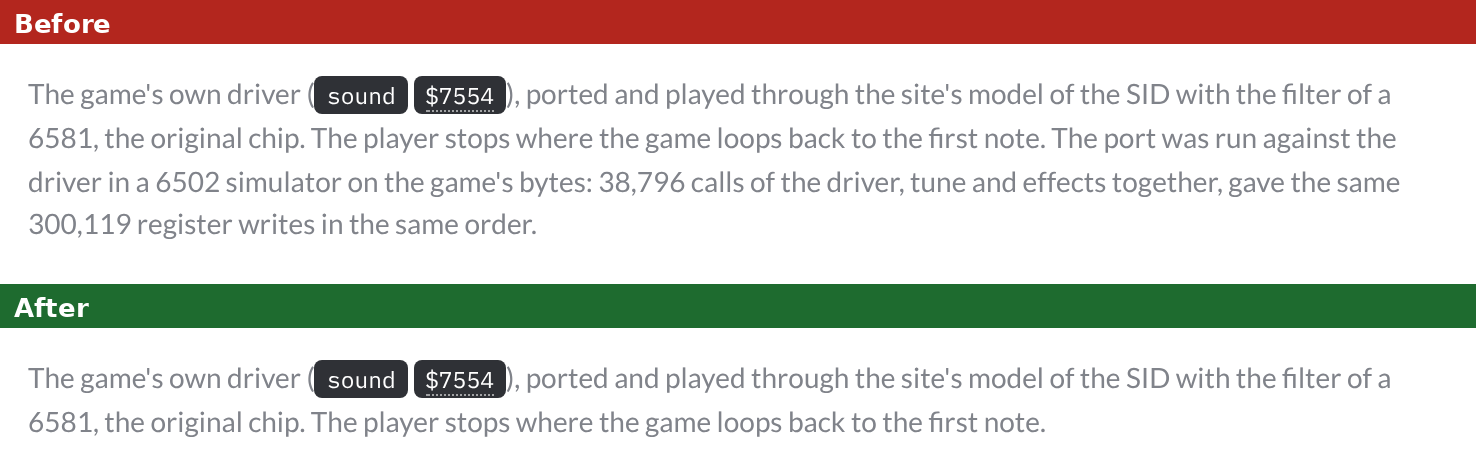 Before
The game's own driver (sound $7554), ported and played through the site's model of the SID with the filter of a
6581, the original chip. The player stops where the game loops back to the first note. The port was run against the
driver in a 6502 simulator on the game's bytes: 38,796 calls of the driver, tune and effects together, gave the same
300,119 register writes in the same order.
After
The game's own driver (sound $7554), ported and played through the site's model of the SID with the filter of a
6581, the original chip. The player stops where the game loops back to the first note.